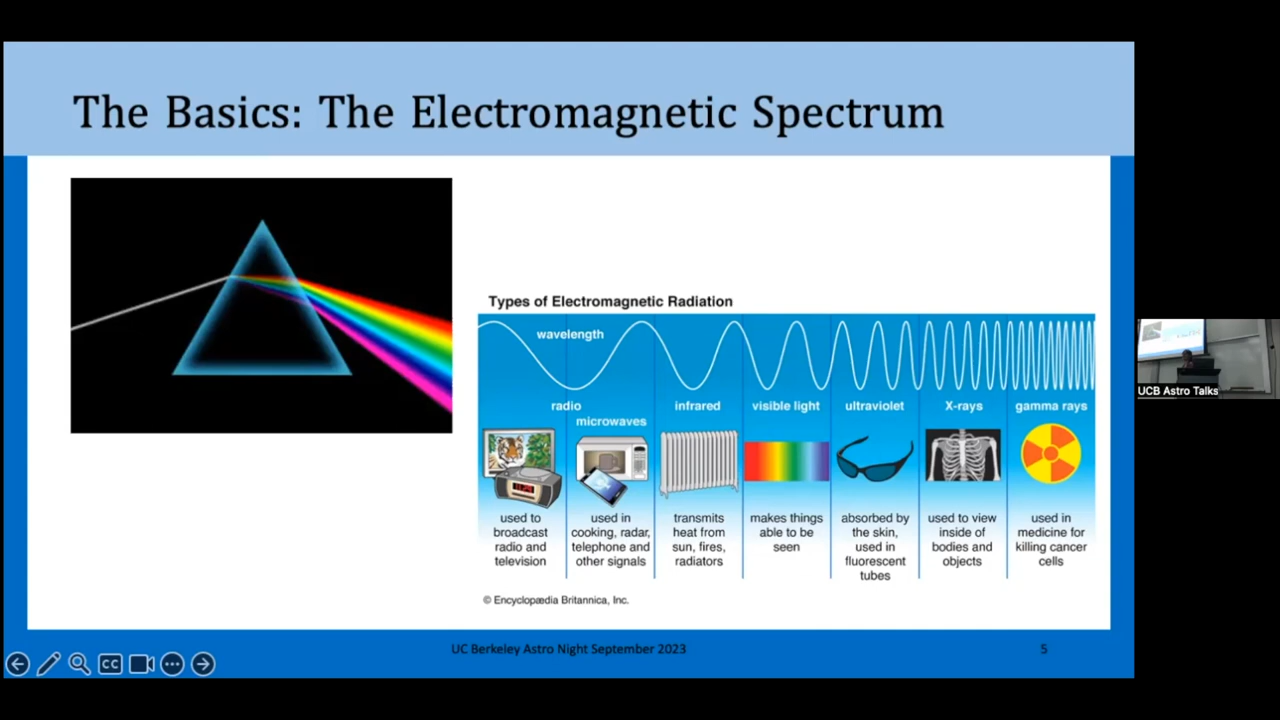 The Basics: The Electromagnetic Spectrum
Types of Electromagnetic Radiation
wavelength
radio
microwaves
infrared
visible light
ultraviolet
X-rays
gamma rays
used to
broadcast
radio and
television
used in
cooking, radar,
telephone and
other signals
transmits
heat from
sun, fires,
radiators
makes things
able to be
seen
absorbed by
the skin,
used in
fluorescent
tubes
used to view
inside of
bodies and
objects
used in
medicine for
killing cancer
cells
© Encyclopædia Britannica, Inc.
UC Berkeley Astro Night September 2023
5
CC
UCB Astro Talks